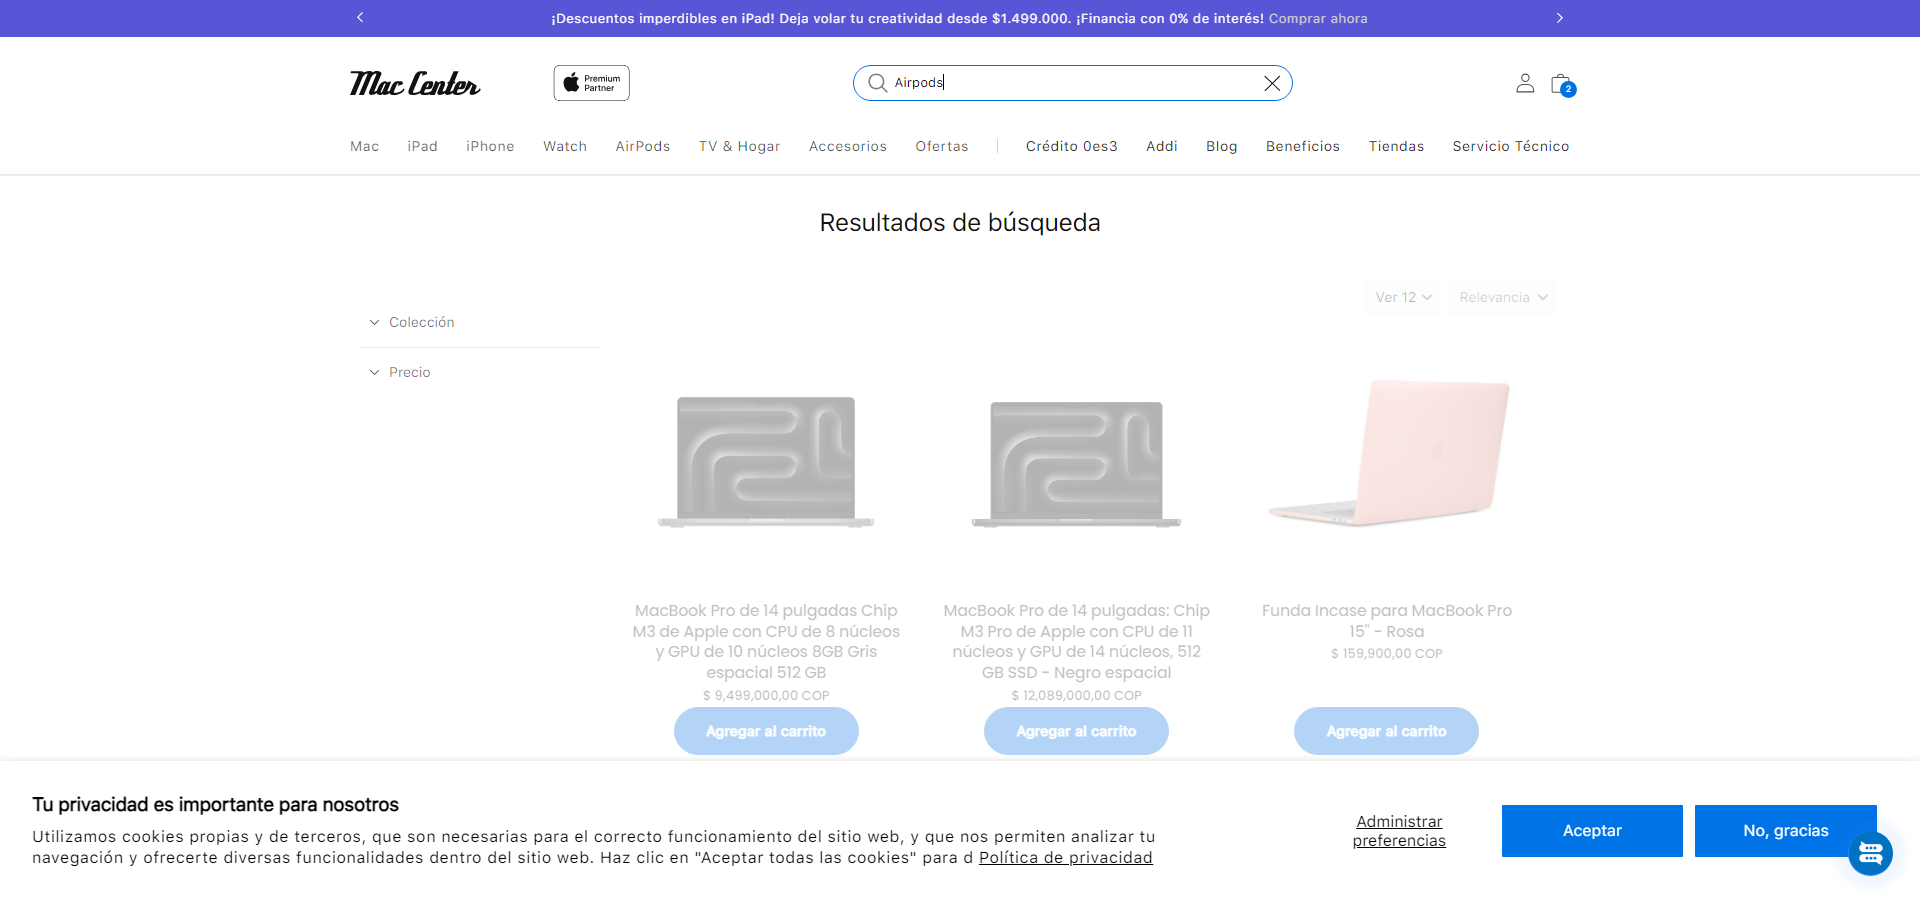 ¡Descuentos imperdibles en iPad! Deja volar tu creatividad desde $1.499.000. ¡Financia con 0% de interés! Comprar ahora
Mac Center
Premium
Partner
Airpods
2
Mac iPad iPhone Watch AirPods TV & Hogar Accesorios Ofertas Crédito 0es3 Addi Blog Beneficios Tiendas Servicio Técnico
Resultados de búsqueda
Ver 12 Relevancia
Colección
Precio
MacBook Pro de 14 pulgadas Chip
M3 de Apple con CPU de 8 núcleos
y GPU de 10 núcleos 8GB Gris
espacial 512 GB
$ 9,499,000,00 COP
Agregar al carrito
MacBook Pro de 14 pulgadas: Chip
M3 Pro de Apple con CPU de 11
núcleos y GPU de 14 núcleos, 512
GB SSD - Negro espacial
$ 12,089,000,00 COP
Agregar al carrito
Funda Incase para MacBook Pro
15" - Rosa
$ 159,900,00 COP
Agregar al carrito
Tu privacidad es importante para nosotros
Utilizamos cookies propias y de terceros, que son necesarias para el correcto funcionamiento del sitio web, y que nos permiten analizar tu
navegación y ofrecerte diversas funcionalidades dentro del sitio web. Haz clic en "Aceptar todas las cookies" para d Política de privacidad
Administrar
preferencias
Aceptar
No, gracias